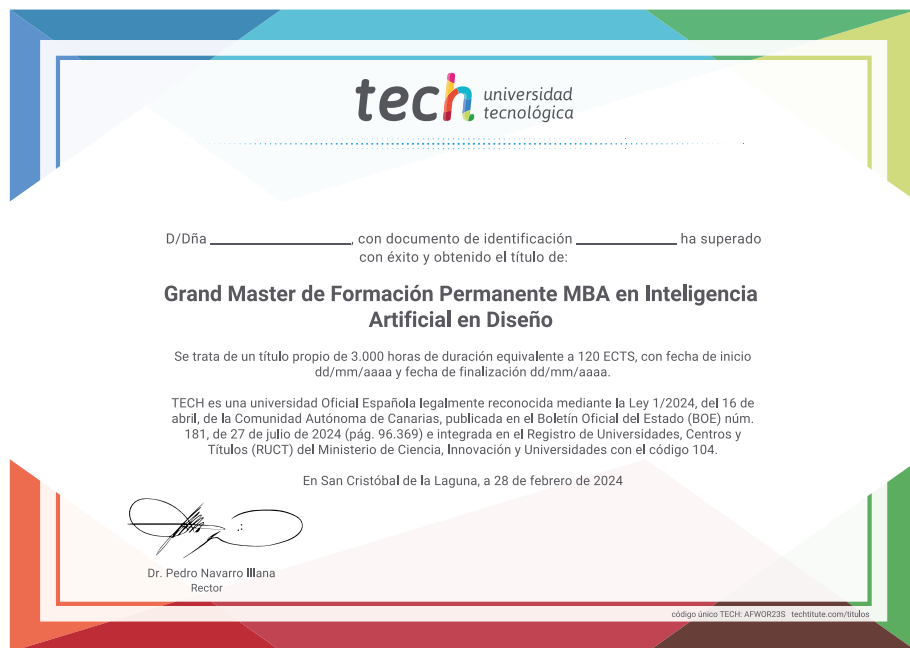 tech universidad
tecnológica
D/Dña ____________________, con documento de identificación ______________ ha superado
con éxito y obtenido el título de:
Grand Master de Formación Permanente MBA en Inteligencia
Artificial en Diseño
Se trata de un título propio de 3.000 horas de duración equivalente a 120 ECTS, con fecha de inicio
dd/mm/aaaa y fecha de finalización dd/mm/aaaa.
TECH es una universidad Oficial Española legalmente reconocida mediante la Ley 1/2024, del 16 de
abril, de la Comunidad Autónoma de Canarias, publicada en el Boletín Oficial del Estado (BOE) núm.
181, de 27 de julio de 2024 (pág. 96.369) e integrada en el Registro de Universidades, Centros y
Títulos (RUCT) del Ministerio de Ciencia, Innovación y Universidades con el código 104.
En San Cristóbal de la Laguna, a 28 de febrero de 2024
Dr. Pedro Navarro Illana
Rector
código único TECH: AFWOR23S techtitute.com/titulos